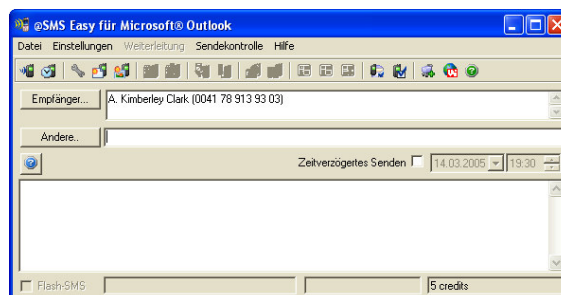 @SMS Easy für Microsoft® Outlook
Datei Einstellungen Weiterleitung Sendekontrolle Hilfe
Empfänger... A. Kimberley Clark (0041 78 913 93 03)
Andere..
Zeitverzögertes Senden 14.03.2005 19:30
Flash-SMS 5 credits